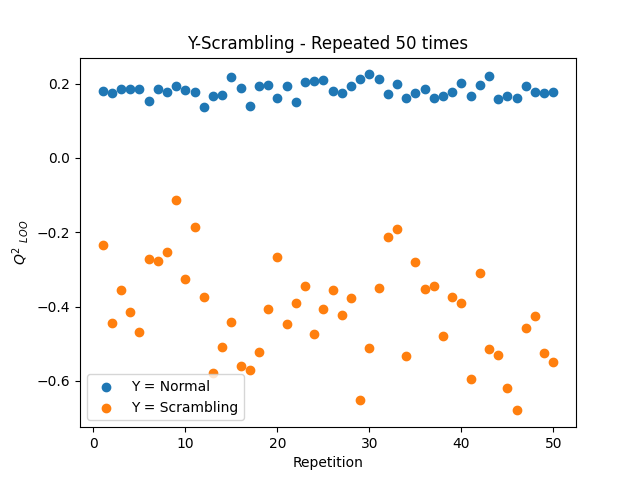 Y-Scrambling - Repeated 50 times
0.2
0.0
−0.2
−0.4
−0.6
Q² LOO
Y = Normal
Y = Scrambling
0 10 20 30 40 50
Repetition